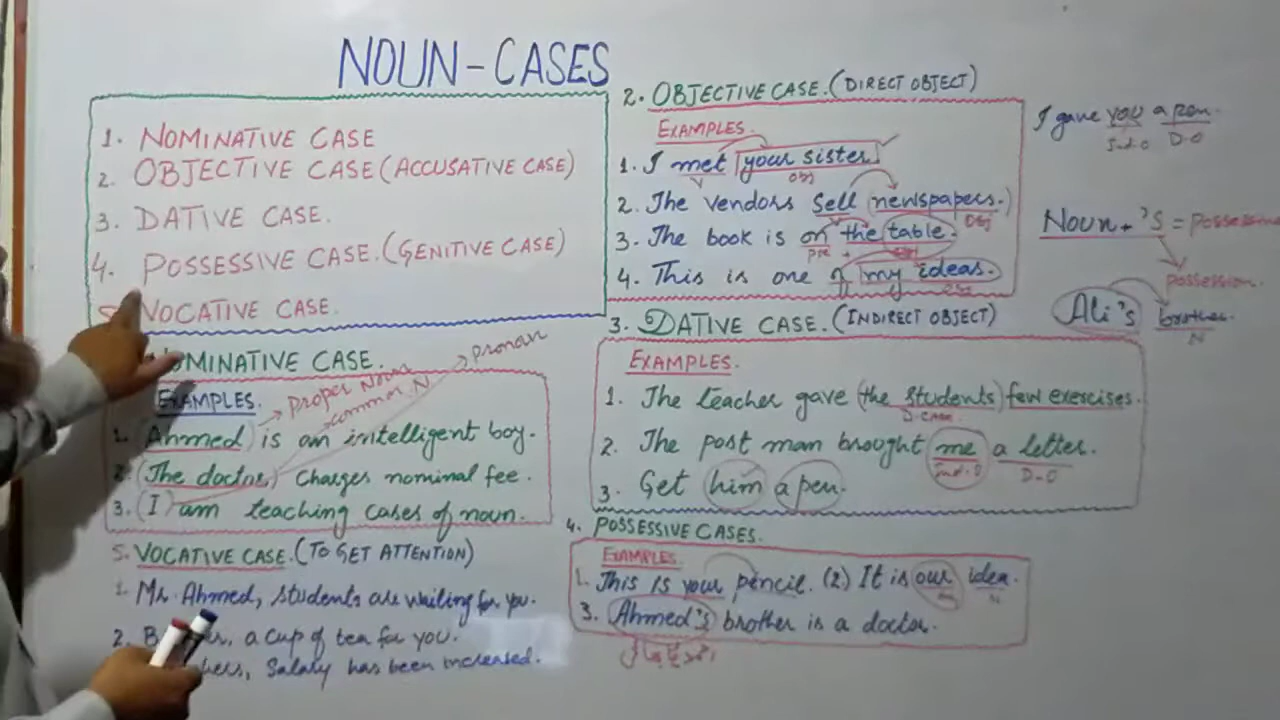 NOUN-CASES
1. NOMINATIVE CASE
2. OBJECTIVE CASE (ACCUSATIVE CASE)
3. DATIVE CASE.
4. POSSESSIVE CASE. (GENITIVE CASE)
VOCATIVE CASE.
NOMINATIVE CASE.
EXAMPLES.
Proper Noun
common. N
pronoun
1. (Ahmed) is an intelligent boy.
2. (The doctor) charges nominal fee.
3. (I) am teaching cases of noun.
5. VOCATIVE CASE. (TO GET ATTENTION)
1. Mr. Ahmed, students are waiting for you.
2. a cup of tea for you.
Salary has been increased.
2. OBJECTIVE CASE. (DIRECT OBJECT)
EXAMPLES.
1. I met your sister.
V obj
2. The vendors sell newspapers.)
obj
3. The book is on the table.
pre + obj
4. This is one of my ideas.
obj
3. DATIVE CASE. (INDIRECT OBJECT)
EXAMPLES.
1. The teacher gave (the students) few exercises.
D-CASE
2. The post man brought me a letter.
Ind.O D-O
3. Get him a pen.
4. POSSESSIVE CASES.
EXAMPLES.
1. This is your pencil. (2) It is our idea.
N
3. Ahmed's brother is a doctor.
I gave you a pen.
Ind.O D-O
Noun + 's = possession
possession.
Ali's brother.
N